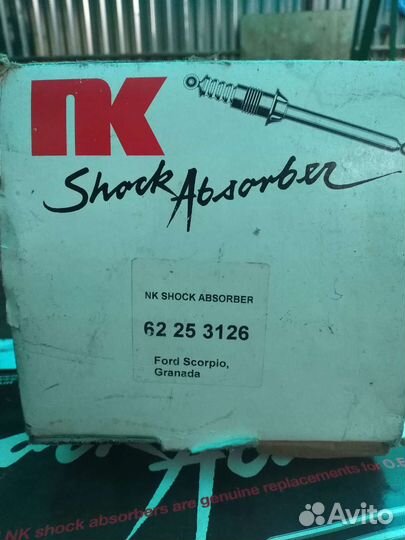 NK
Shock Absorber
NK SHOCK ABSORBER
62 25 3126
Ford Scorpio,
Granada
NK shock absorbers are genuine replacements for O.E
Avito